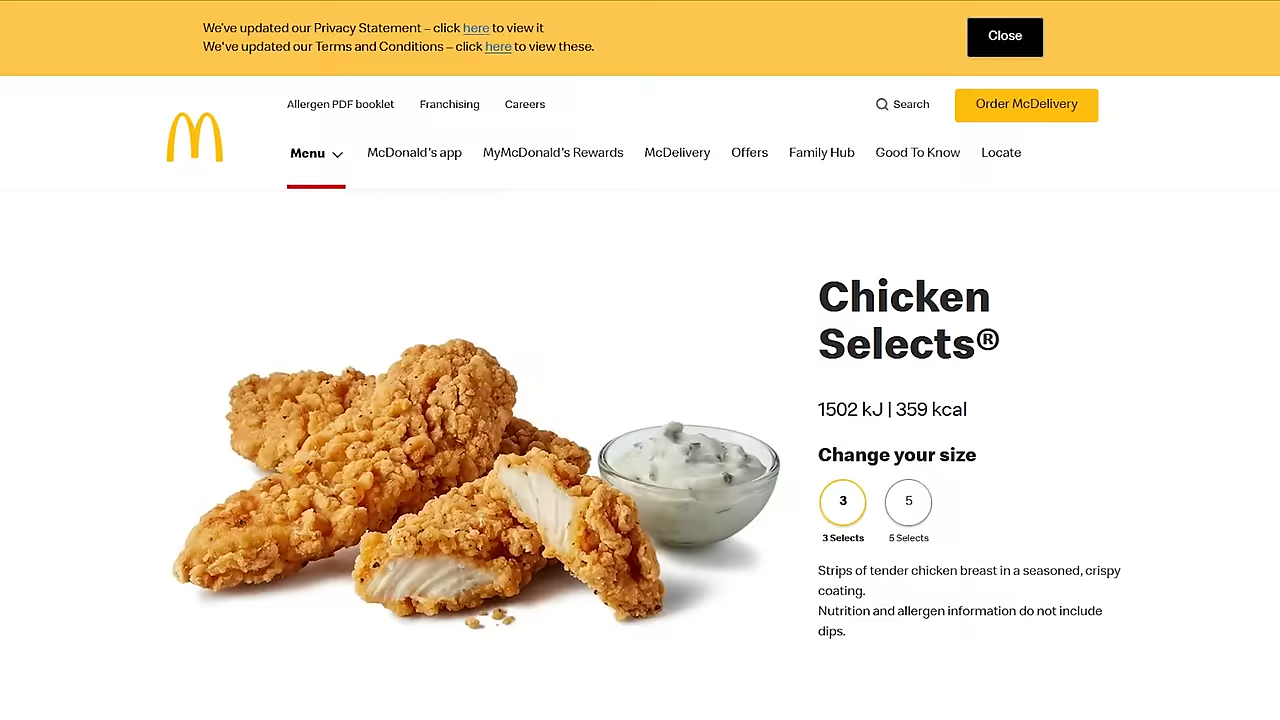 We've updated our Privacy Statement – click here to view it
We've updated our Terms and Conditions – click here to view these.
Close
Allergen PDF booklet
Franchising
Careers
Search
Order McDelivery
Menu
McDonald's app
MyMcDonald's Rewards
McDelivery
Offers
Family Hub
Good To Know
Locate
Chicken
Selects®
1502 kJ | 359 kcal
Change your size
3
5
3 Selects
5 Selects
Strips of tender chicken breast in a seasoned, crispy
coating.
Nutrition and allergen information do not include
dips.